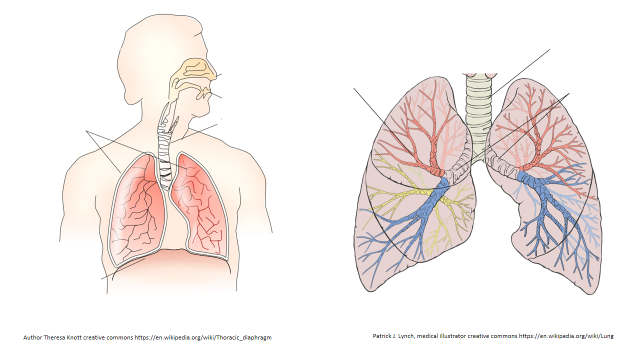 Author Theresa Knott creative commons https://en.wikipedia.org/wiki/Thoracic_diaphragm
Patrick J. Lynch, medical illustrator creative commons https://en.wikipedia.org/wiki/Lung